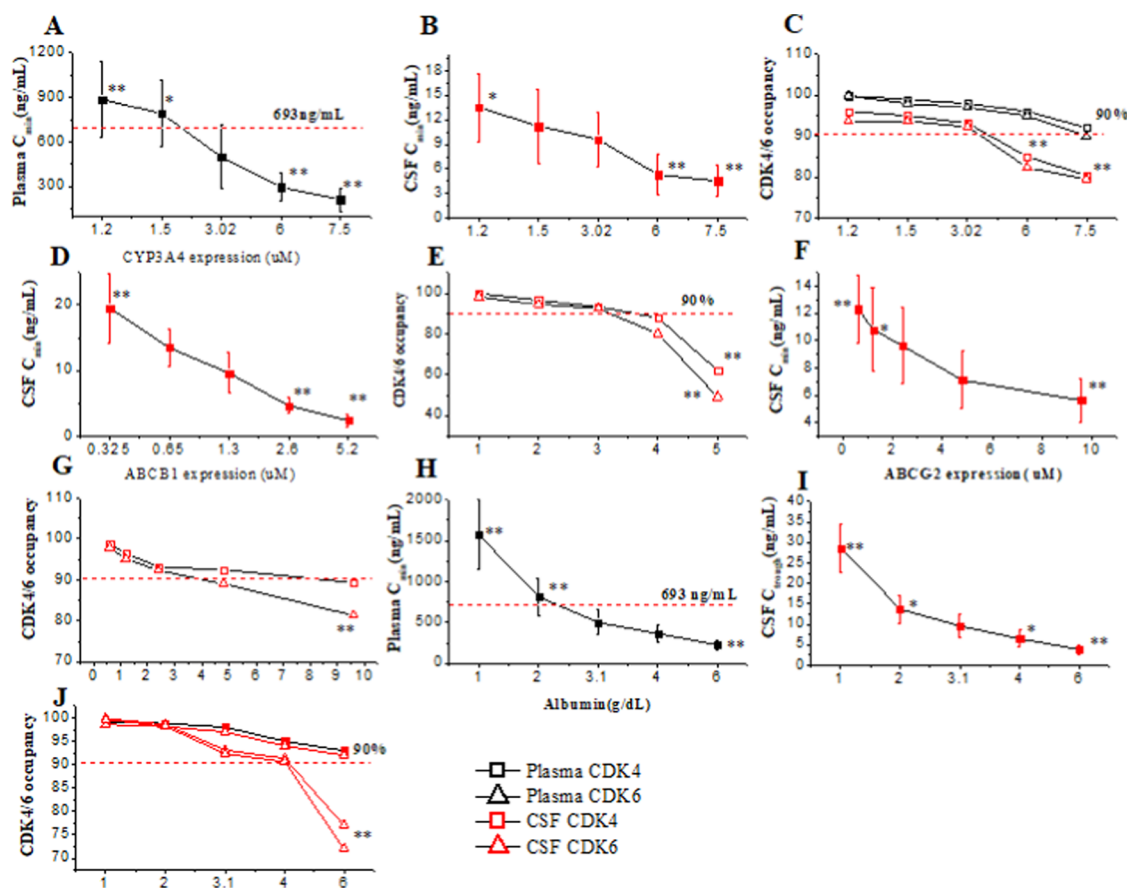 A
Plasma Cmin(ng/mL)
1200
900
600
300
**
*
693ng/mL
**
**
1.2 1.5 3.02 6 7.5
CYP3A4 expression (uM)
B
CSF Cmin(ng/mL)
18
15
12
9
6
3
0
*
**
**
1.2 1.5 3.02 6 7.5
C
CDK4/6 occupancy
100
90
80
70
90%
**
**
1.2 1.5 3.02 6 7.5
D
CSF Cmin(ng/mL)
20
10
0
**
**
**
0.325 0.65 1.3 2.6 5.2
ABCB1 expression (uM)
E
CDK4/6 occupancy
100
80
60
40
90%
**
**
1 2 3 4 5
F
CSF Cmin(ng/mL)
14
12
10
8
6
4
**
*
**
0 2 4 6 8 10
ABCG2 expression ( uM)
G
CDK4/6 occupancy
110
100
90
80
70
**
0 1 2 3 4 5 6 7 8 9 10
H
Plasma Cmin(ng/mL)
2000
1500
1000
500
0
**
**
693 ng/mL
**
1 2 3.1 4 6
Albumin(g/dL)
I
CSF Ctrough(ng/mL)
40
35
30
25
20
15
10
5
0
**
*
*
**
1 2 3.1 4 6
J
CDK4/6 occupancy
100
95
90
85
80
75
70
90%
**
1 2 3.1 4 6
Plasma CDK4
Plasma CDK6
CSF CDK4
CSF CDK6